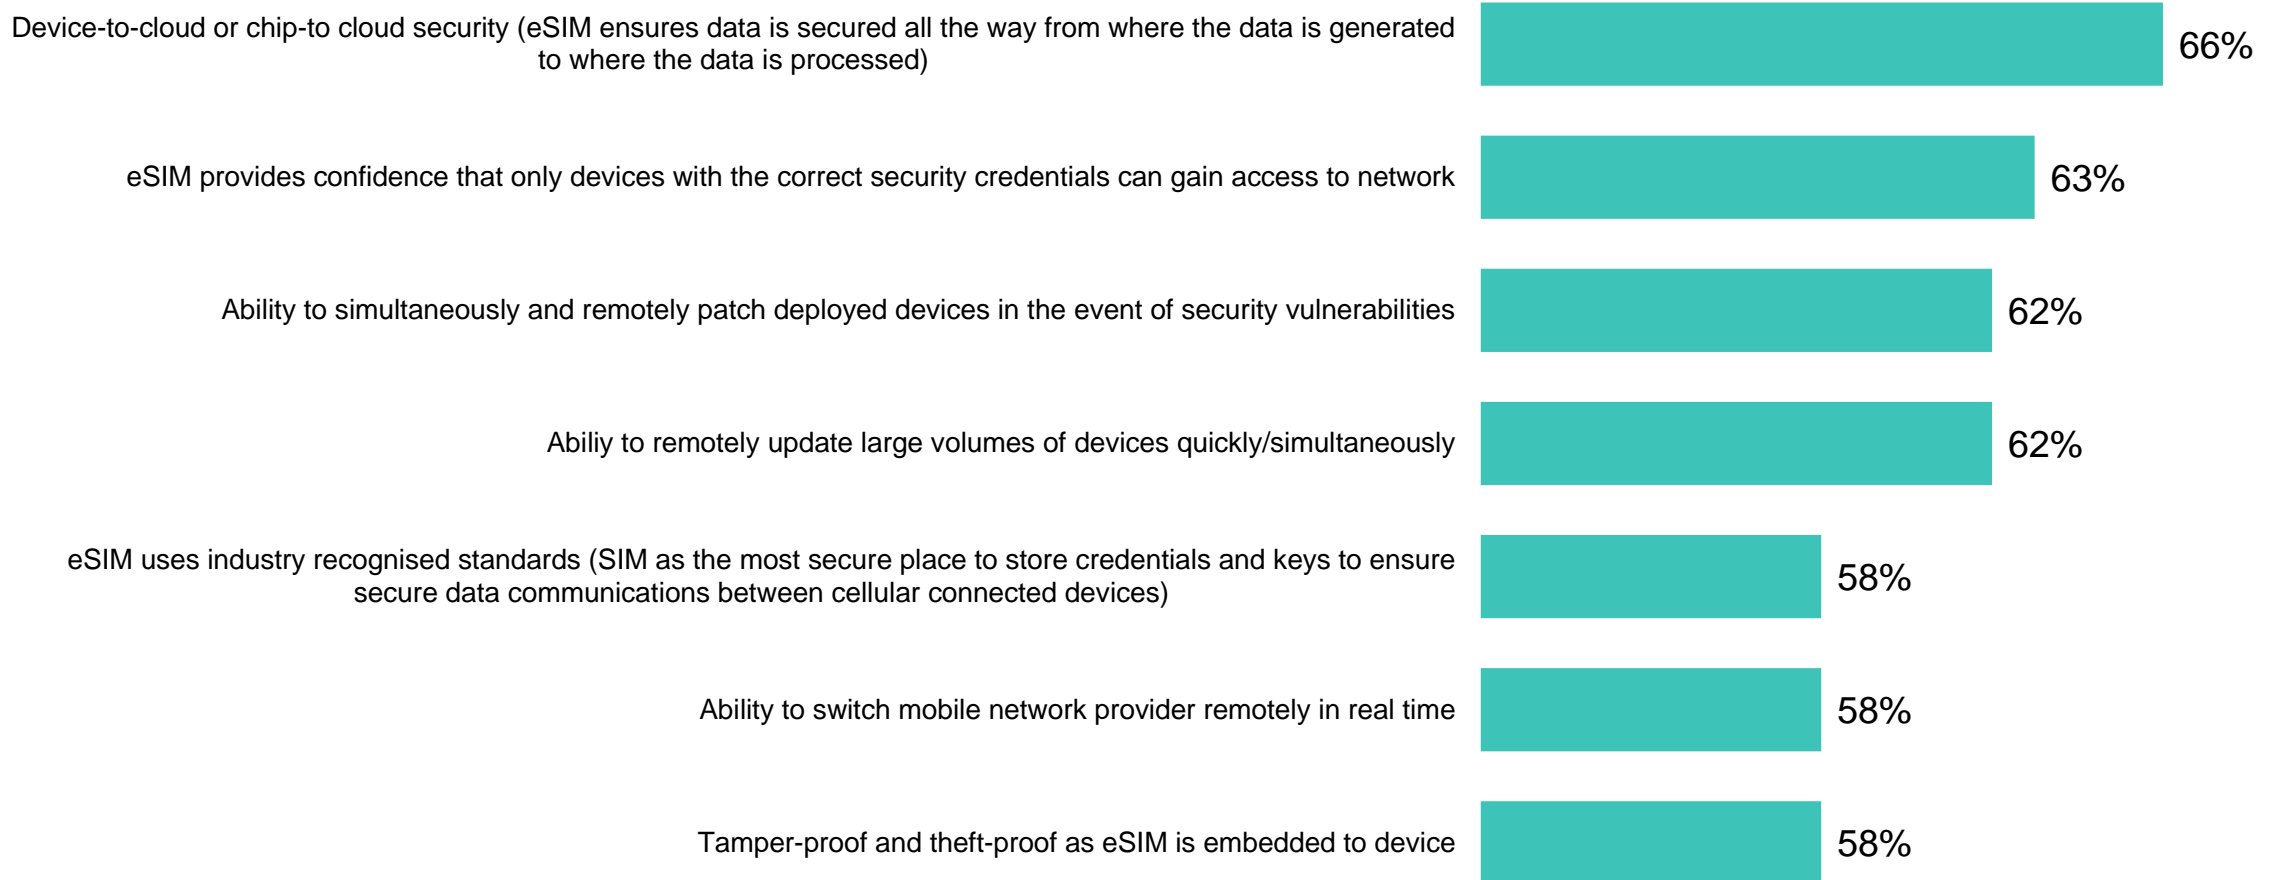 Device-to-cloud or chip-to cloud security (eSIM ensures data is secured all the way from where the data is generated
to where the data is processed)
66%
eSIM provides confidence that only devices with the correct security credentials can gain access to network
63%
Ability to simultaneously and remotely patch deployed devices in the event of security vulnerabilities
62%
Abiliy to remotely update large volumes of devices quickly/simultaneously
62%
eSIM uses industry recognised standards (SIM as the most secure place to store credentials and keys to ensure
secure data communications between cellular connected devices)
58%
Ability to switch mobile network provider remotely in real time
58%
Tamper-proof and theft-proof as eSIM is embedded to device
58%